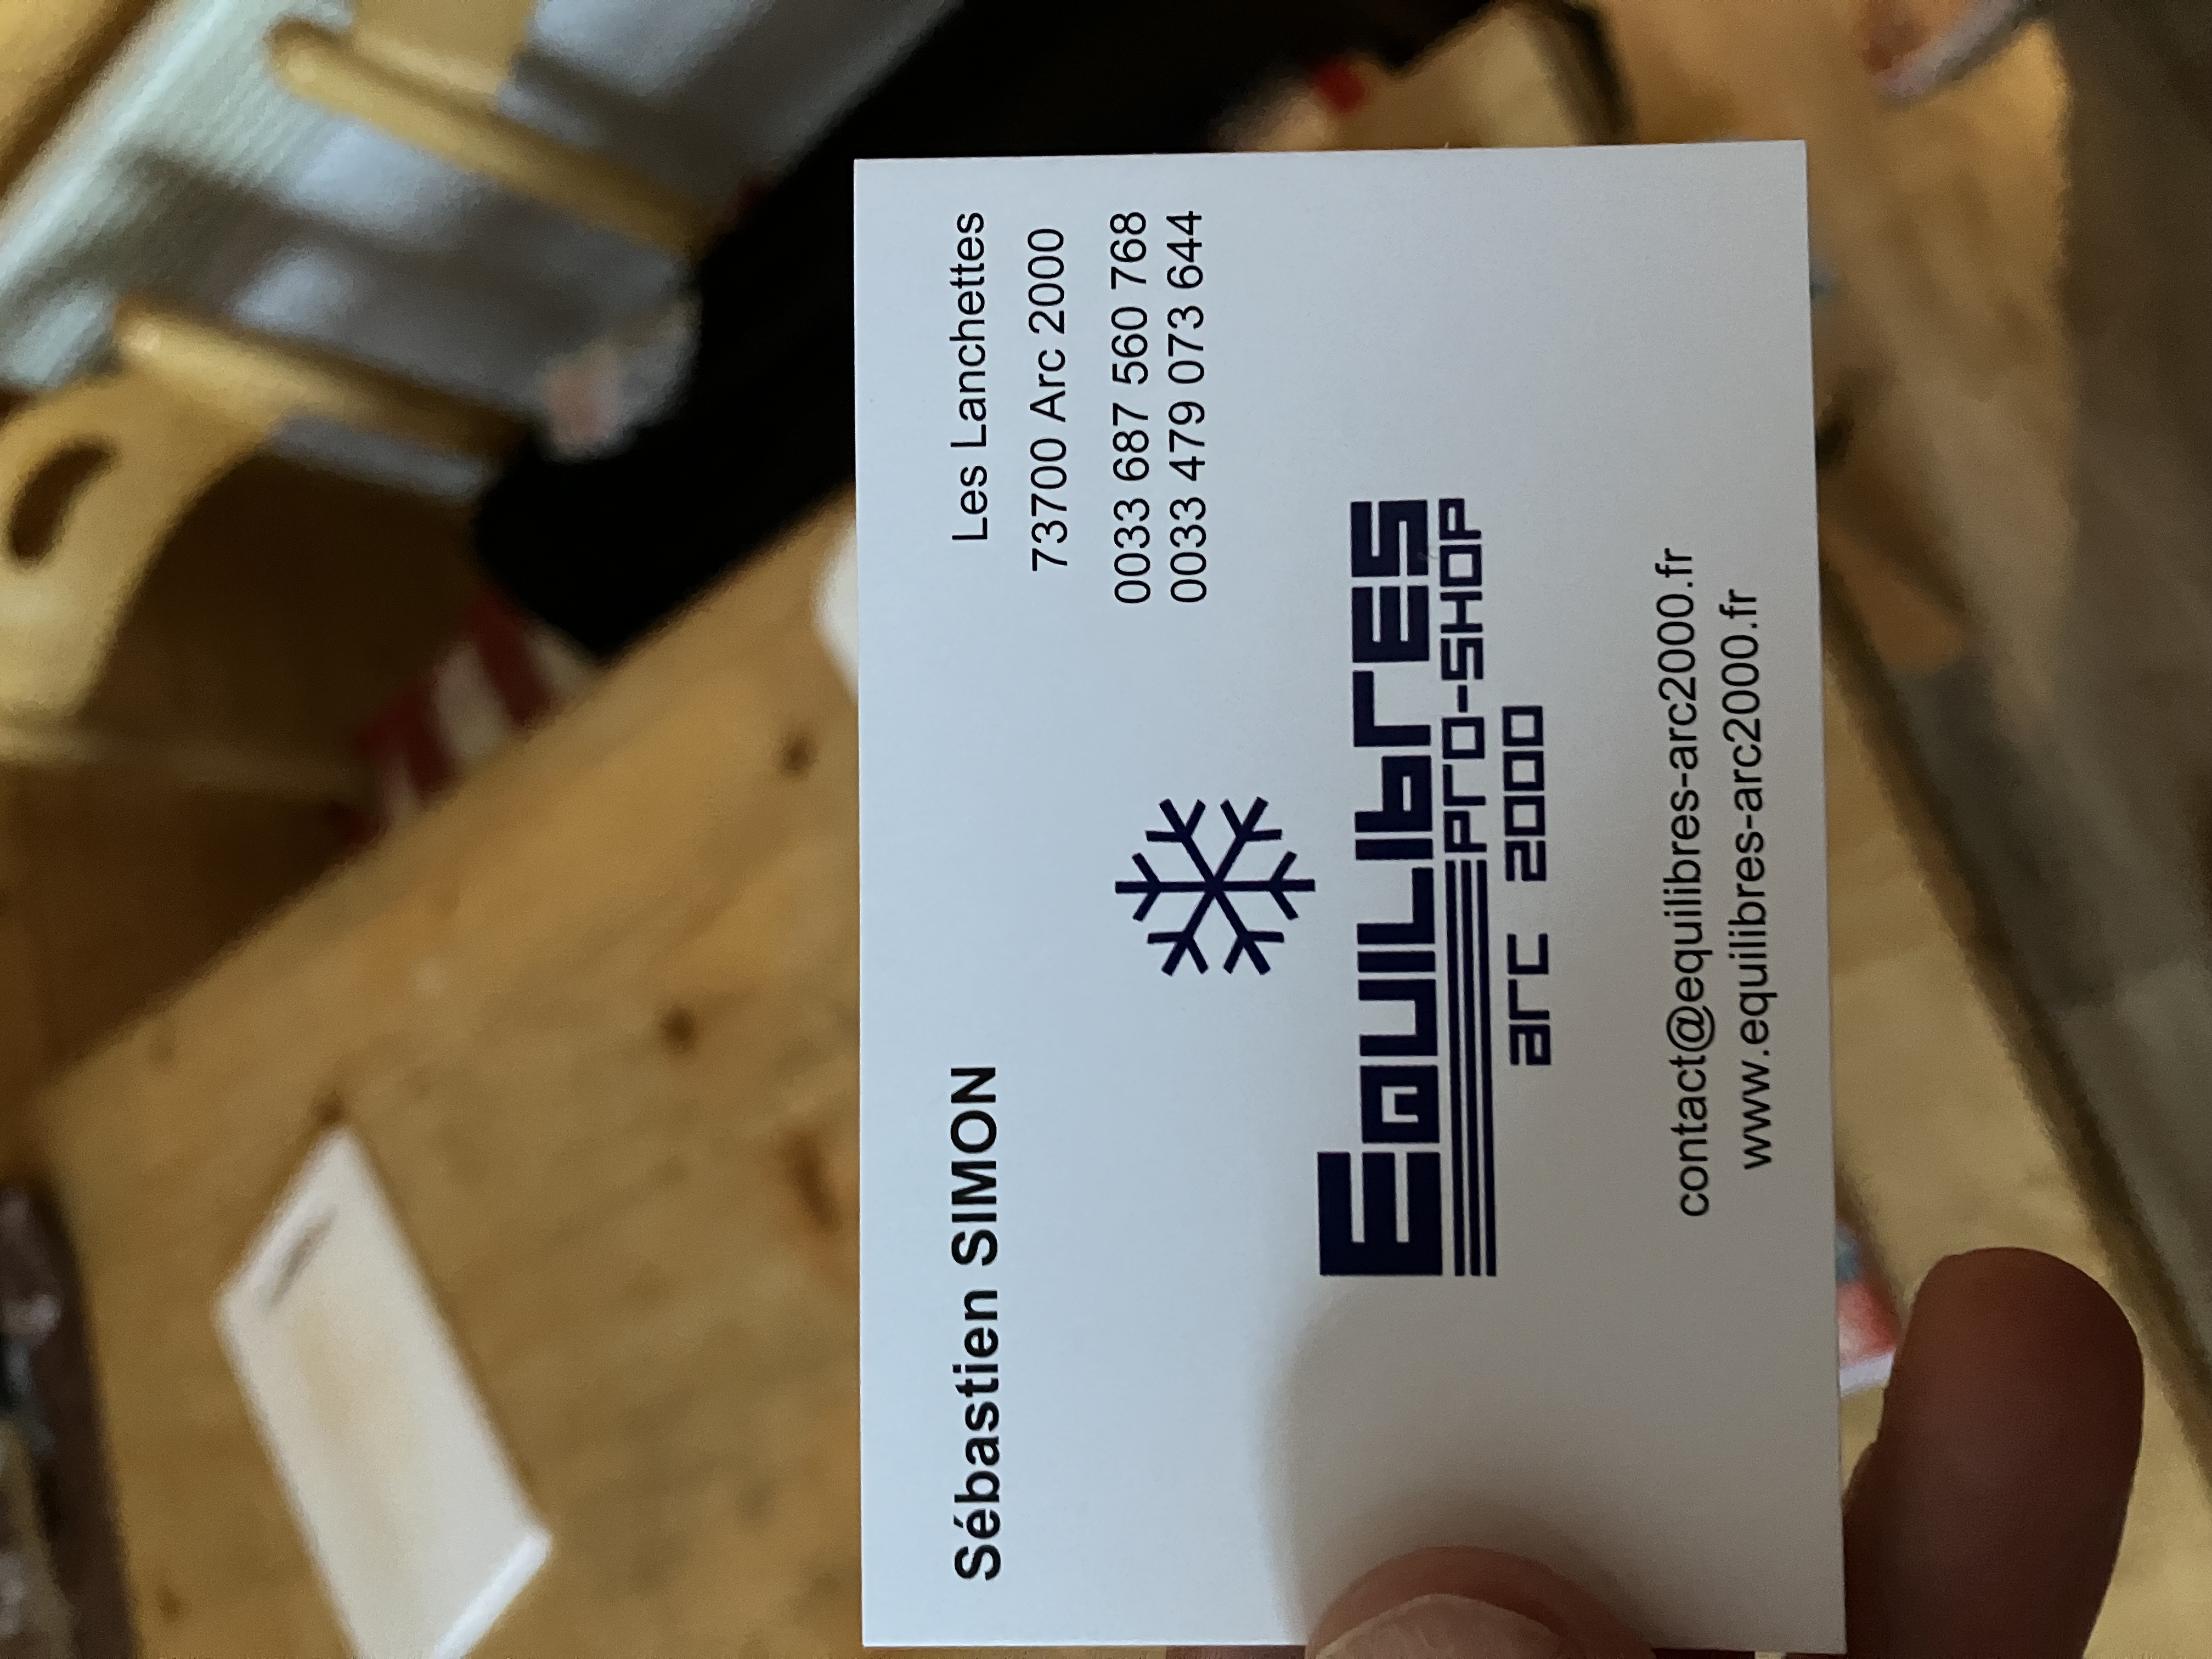 Sébastien SIMON
Les Lanchettes
73700 Arc 2000
0033 687 560 768
0033 479 073 644
EQUILIBrES
Pro-SHOP
arc 2000
contact@equilibres-arc2000.fr
www.equilibres-arc2000.fr